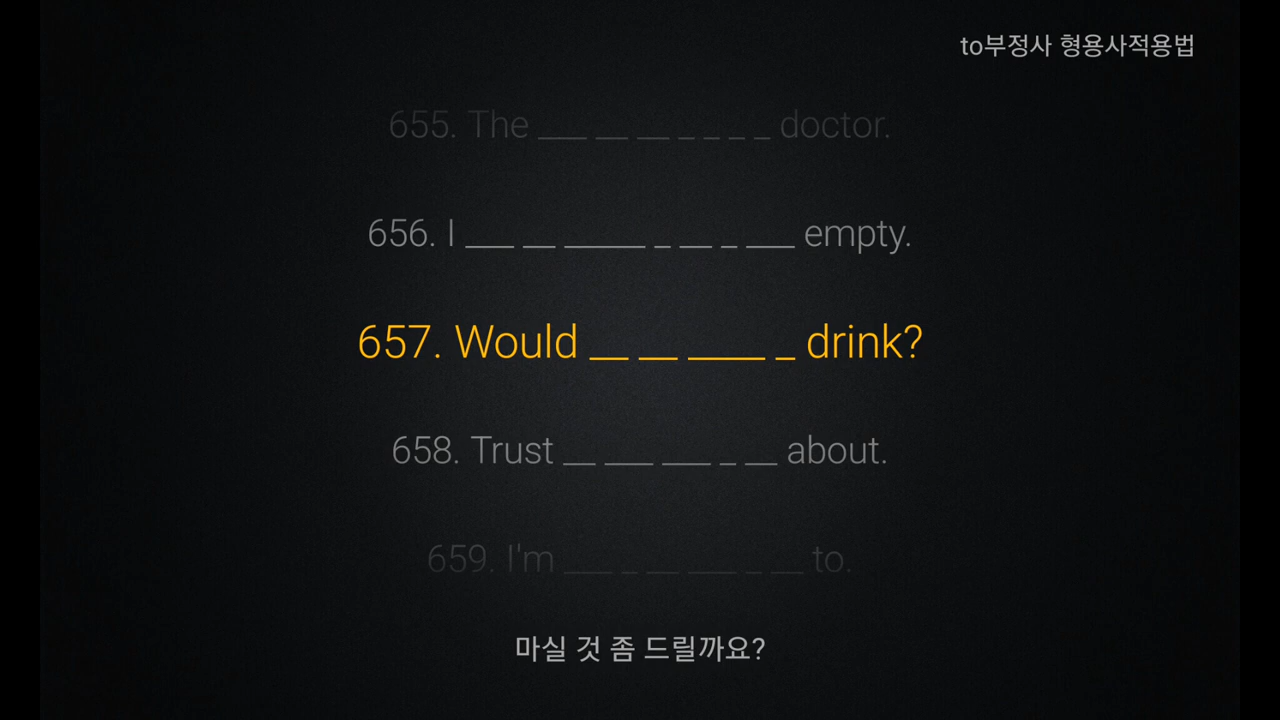 to부정사 형용사적용법
655. The ___ __ __ _ _ _ _ _ doctor.
656. I ___ __ _____ _ __ _ ___ empty.
657. Would __ __ ____ _ drink?
658. Trust __ ___ ___ _ __ about.
659. I'm ___ _ __ ___ _ __ to.
마실 것 좀 드릴까요?